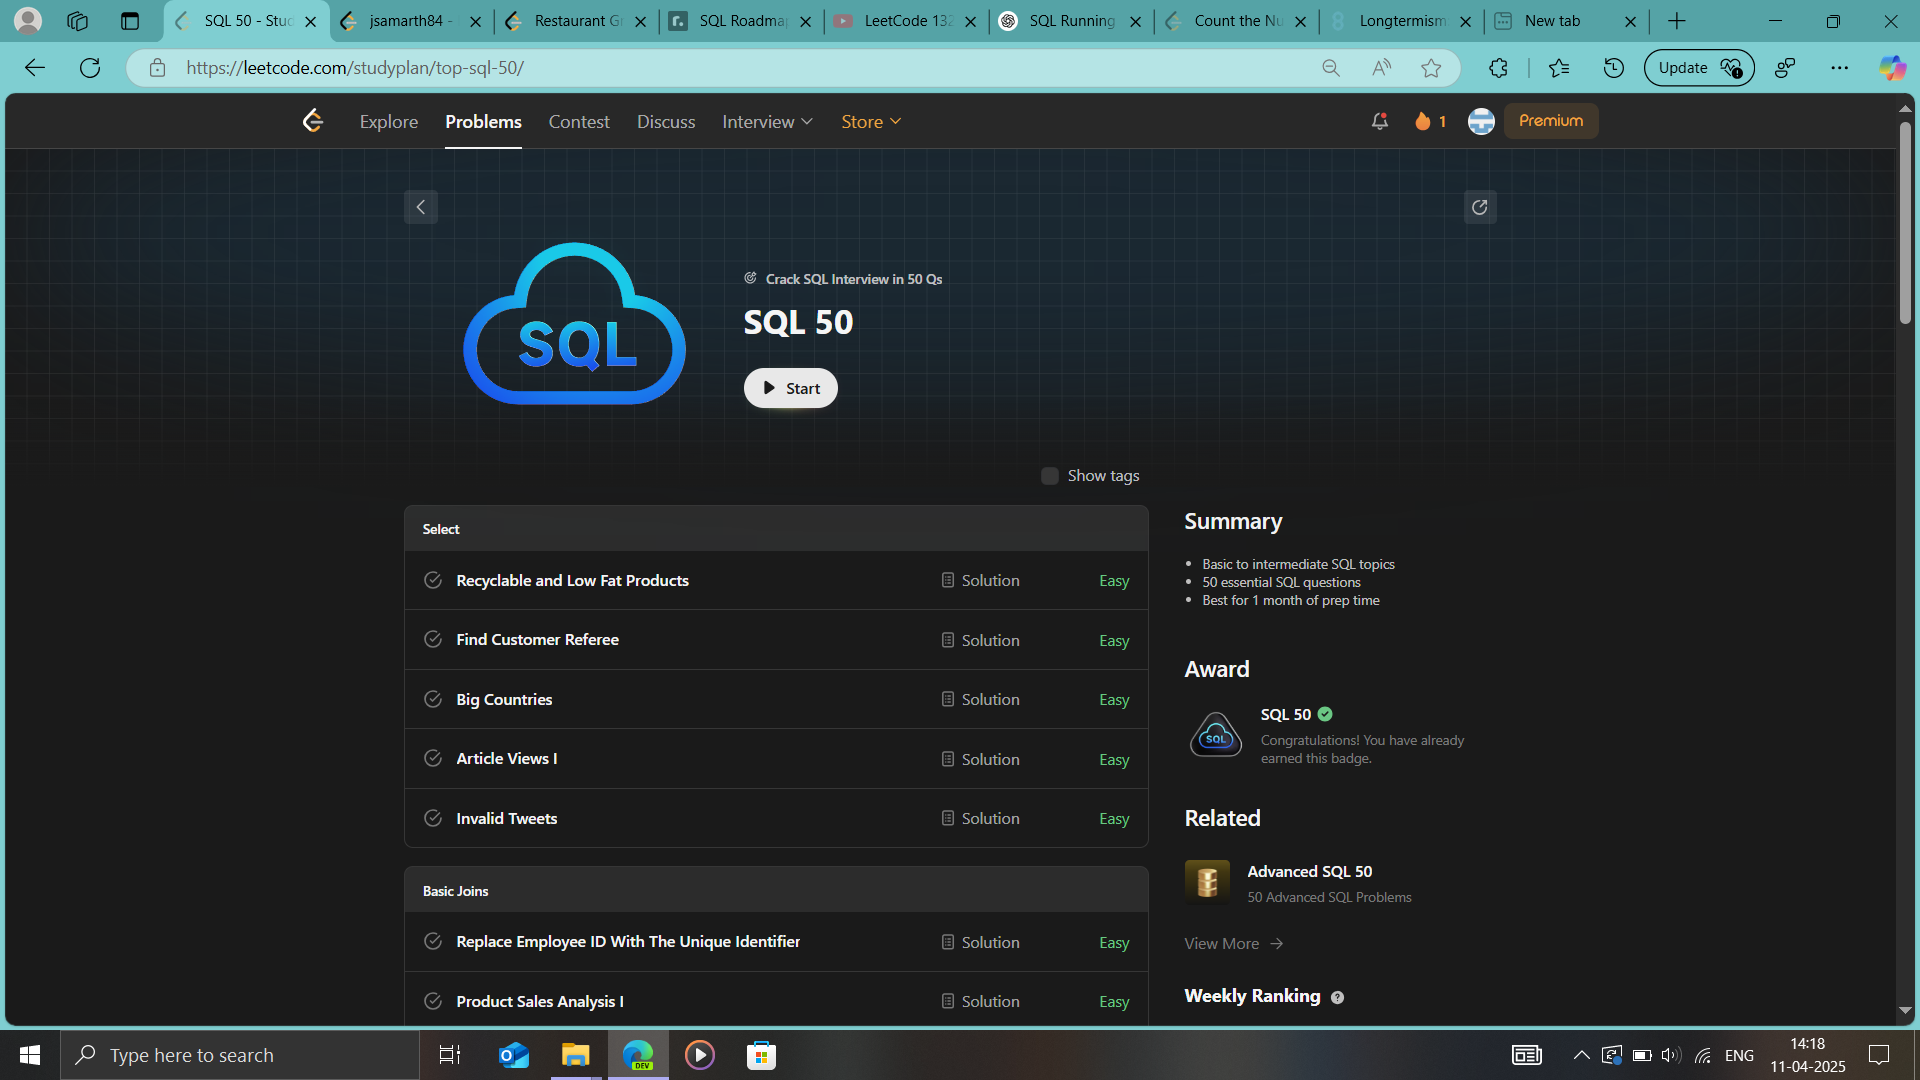 SQL 50 - Stud
jsamarth84 -
Restaurant Gr
SQL Roadmap
LeetCode 132
SQL Running
Count the Nu
Longtermism
New tab
https://leetcode.com/studyplan/top-sql-50/
Update
Explore
Problems
Contest
Discuss
Interview
Store
1
Premium
SQL
Crack SQL Interview in 50 Qs
SQL 50
Start
Show tags
Select
Recyclable and Low Fat Products Solution Easy
Find Customer Referee Solution Easy
Big Countries Solution Easy
Article Views I Solution Easy
Invalid Tweets Solution Easy
Basic Joins
Replace Employee ID With The Unique Identifier Solution Easy
Product Sales Analysis I Solution Easy
Summary
Basic to intermediate SQL topics
50 essential SQL questions
Best for 1 month of prep time
Award
SQL
SQL 50
Congratulations! You have already
earned this badge.
Related
Advanced SQL 50
50 Advanced SQL Problems
View More
Weekly Ranking ?
Type here to search
DEV
ENG
14:18
11-04-2025